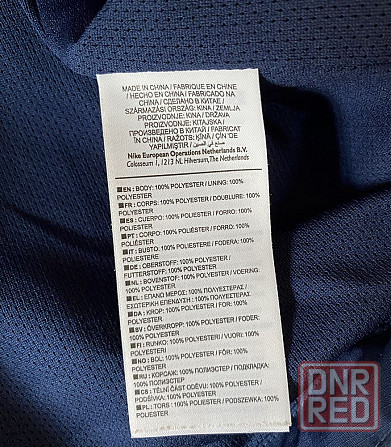 MADE IN CHINA / FABRIQUE EN CHINE
/ HECHO EN CHINA / FABRICADO NA
CHINA / СДЕЛАНО В КИТАЕ /
SZÁRMAZÁSI ORSZÁG: KÍNA / ZEMLJA
PROIZVODNJE: KINA / DRŽAVA
PROIZVODNJE: KITAJSKA /
ПРОИЗВЕДЕНО В КИТАЙ / FABRICAT
ÎN CHINA / RAŽOTS: ĶĪNĀ / ÇİN'DE
YAPILMIŞTIR / صنع في الصين
Nike European Operations Netherlands B.V.
Colosseum 1, 1213 NL Hilversum, The Netherlands
EN: BODY: 100% POLYESTER / LINING: 100%
POLYESTER
FR: CORPS: 100% POLYESTER / DOUBLURE: 100%
POLYESTER
ES: CUERPO: 100% POLIÉSTER / FORRO: 100%
POLIÉSTER
PT: CORPO: 100% POLIÉSTER / FORRO: 100%
POLIÉSTER
IT: BUSTO: 100% POLIESTERE / FODERA: 100%
POLIESTERE
DE: OBERSTOFF: 100% POLYESTER /
FUTTERSTOFF: 100% POLYESTER
NL: BOVENSTOF: 100% POLYESTER / VOERING:
100% POLYESTER
EL: ΕΠΑΝΩ ΜΕΡΟΣ: 100% ΠΟΛΥΕΣΤΕΡΑΣ /
ΕΣΩΤΕΡΙΚΗ ΕΠΕΝΔΥΣΗ: 100% ΠΟΛΥΕΣΤΕΡΑΣ
DA: KROP: 100% POLYESTER / FOR: 100%
POLYESTER
SV: ÖVERKROPP: 100% POLYESTER / FODER:
100% POLYESTER
FI: RUNKO: 100% POLYESTERI / VUORI: 100%
POLYESTERI
NO: BOL: 100% POLYESTER / FÔR: 100%
POLYESTER
RU: КОРСАЖ: 100% ПОЛИЭСТЕР / ПОДКЛАДКА:
100% ПОЛИЭСТЕР
CS: TĚLNÍ ČÁST ODĚVU: 100% POLYESTER /
PODŠÍVKA: 100% POLYESTER
PL: TORS: 100% POLIESTER / PODSZEWKA: 100%
POLIESTER
DNR
RED